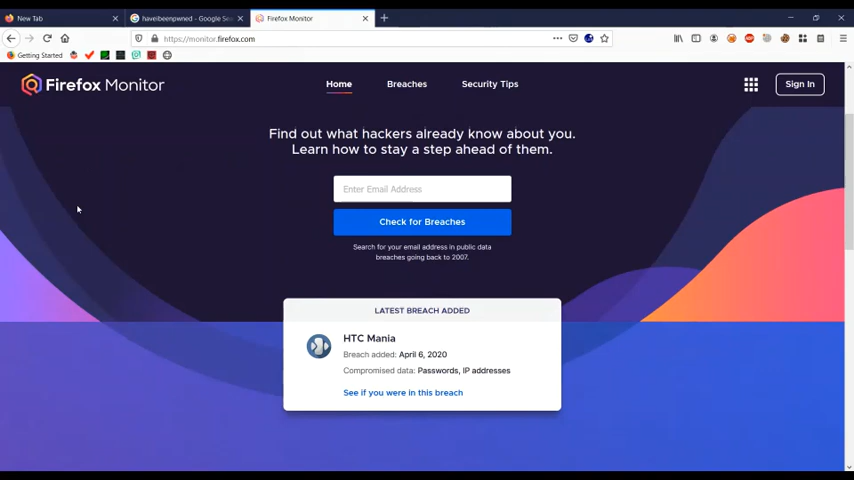 New Tab
haveibeenpwned - Google Sea
Firefox Monitor
https://monitor.firefox.com
Getting Started
Firefox Monitor
Home
Breaches
Security Tips
Sign In
Find out what hackers already know about you.
Learn how to stay a step ahead of them.
Enter Email Address
Check for Breaches
Search for your email address in public data
breaches going back to 2007.
LATEST BREACH ADDED
HTC Mania
Breach added: April 6, 2020
Compromised data: Passwords, IP addresses
See if you were in this breach